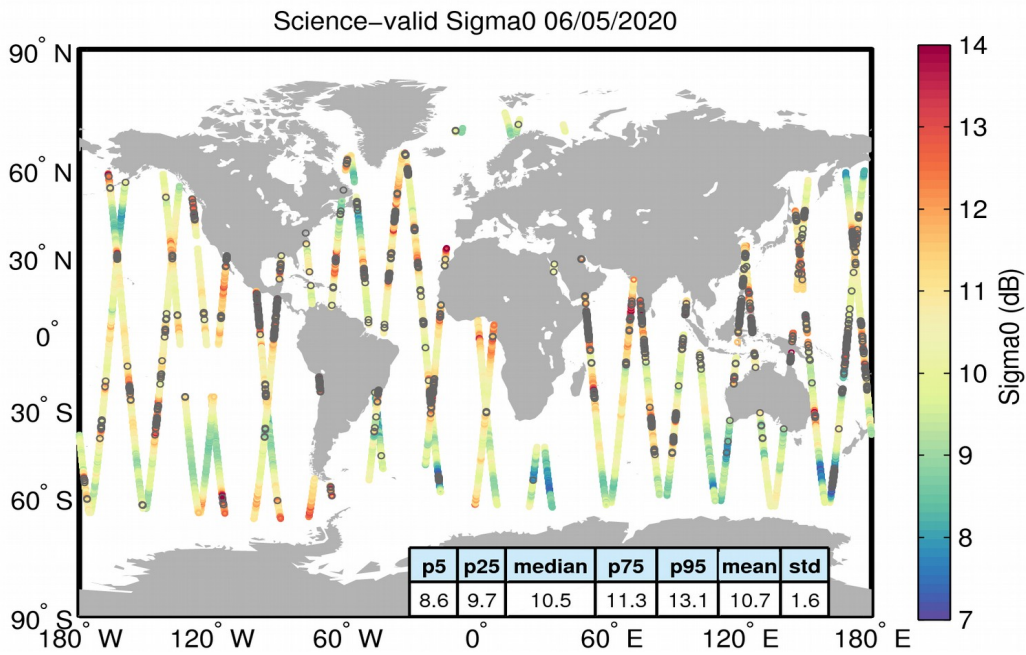 Science−valid Sigma0 06/05/2020
90° N
60° N
30° N
0°
30° S
60° S
90° S
180° W
120° W
60° W
0°
60° E
120° E
180° E
14
13
12
11
10
9
8
7
Sigma0 (dB)
p5 p25 median p75 p95 mean std
8.6 9.7 10.5 11.3 13.1 10.7 1.6